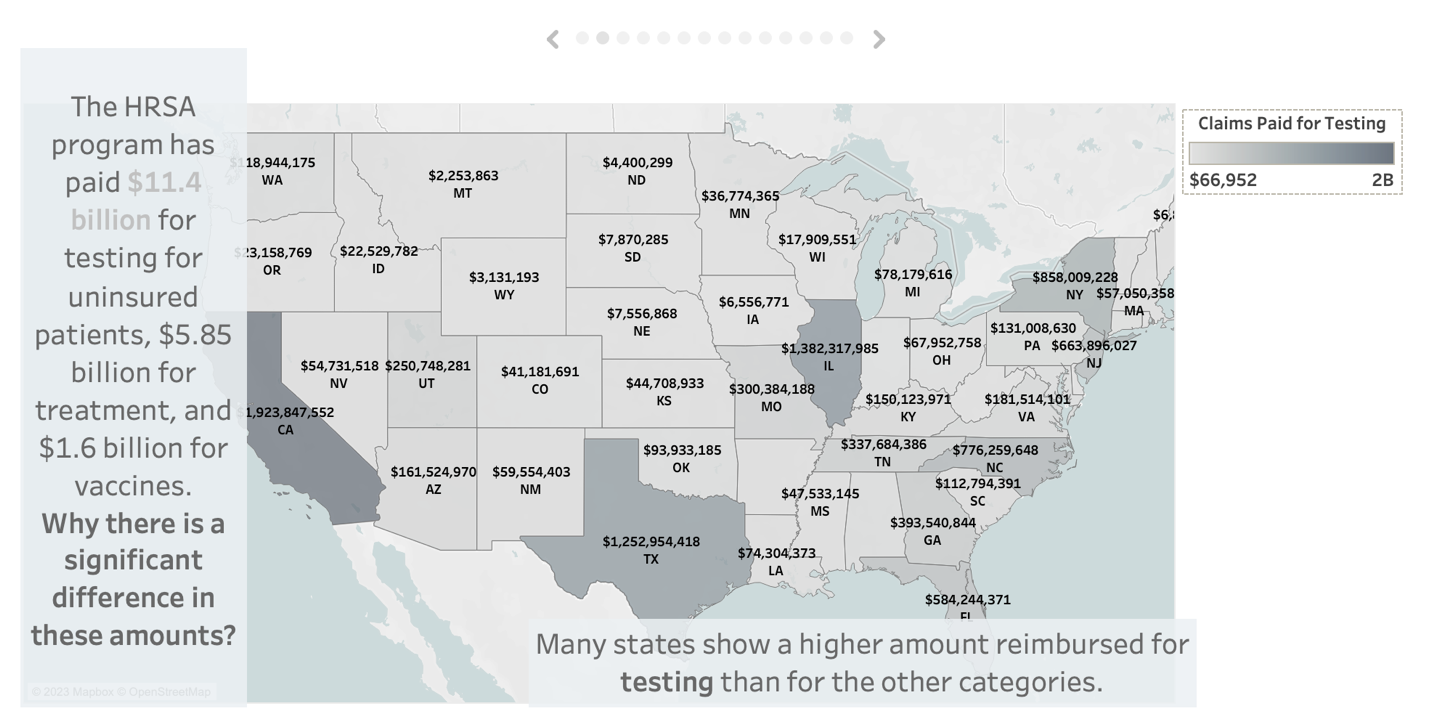 The HRSA
program has
paid $11.4
billion for
testing for
uninsured
patients, $5.85
billion for
treatment, and
$1.6 billion for
vaccines.
Why there is a
significant
difference in
these amounts?
© 2023 Mapbox © OpenStreetMap
$118,944,175
WA
$2,253,863
MT
$4,400,299
ND
$36,774,365
MN
$17,909,551
WI
$23,158,769
OR
$22,529,782
ID
$3,131,193
WY
$7,870,285
SD
$78,179,616
MI
$858,009,228
NY
$57,050,358
MA
$7,556,868
NE
$6,556,771
IA
$131,008,630
PA
$663,896,027
NJ
$54,731,518
NV
$250,748,281
UT
$41,181,691
CO
$44,708,933
KS
$300,384,188
MO
$1,382,317,985
IL
$67,952,758
OH
$150,123,971
KY
$181,514,101
VA
$1,923,847,552
CA
$161,524,970
AZ
$59,554,403
NM
$93,933,185
OK
$337,684,386
TN
$776,259,648
NC
$112,794,391
SC
$47,533,145
MS
$393,540,844
GA
$1,252,954,418
TX
$74,304,373
LA
$584,244,371
FL
Claims Paid for Testing
$66,952 2B
Many states show a higher amount reimbursed for
testing than for the other categories.